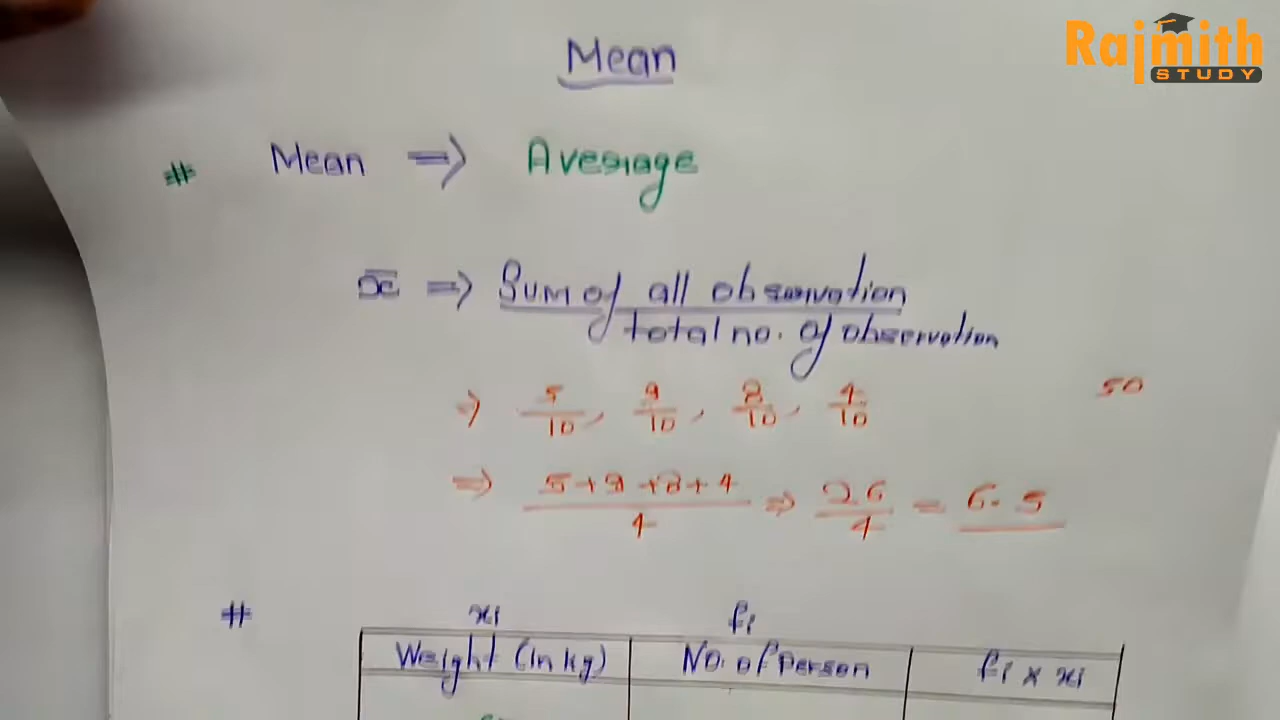 Rajmith
STUDY
Mean
# Mean ⇒ Average
x̄ ⇒ Sum of all observation
total no. of observation
⇒ 5/10, 9/10, 8/10, 4/10
50
⇒ 5+9+8+4/4 ⇒ 26/4 = 6.5
# xi fi
Weight (in kg) No. of Person fi × xi